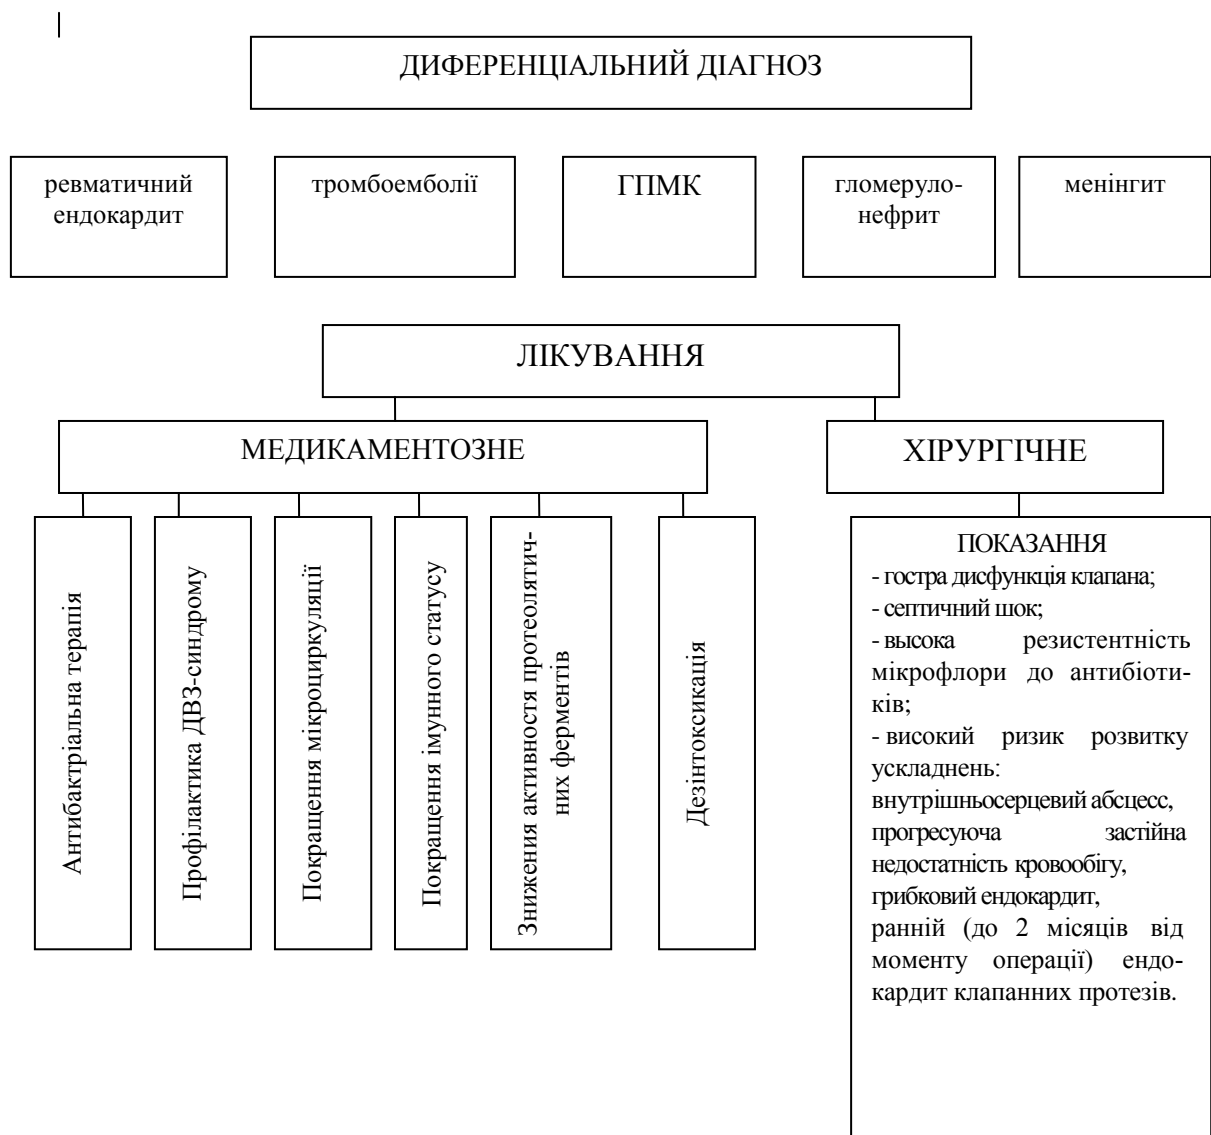 ДИФЕРЕНЦІАЛЬНИЙ ДІАГНОЗ
ревматичний
ендокардит
тромбоемболії
ГПМК
гломеруло-
нефрит
менінгит
ЛІКУВАННЯ
МЕДИКАМЕНТОЗНЕ
ХІРУРГІЧНЕ
Антибактріальна терапія
Профілактика ДВЗ-синдрому
Покращення мікроциркуляції
Покращення імунного статусу
Зниження активностя протеолятич-
них ферментів
Дезінтоксикація
ПОКАЗАННЯ
- гостра дисфункція клапана;
- септичний шок;
- высока резистентність
мікрофлори до антибіоти-
ків;
- високий ризик розвитку
ускладнень:
внутрішньосерцевий абсцесс,
прогресуюча застійна
недостатність кровообігу,
грибковий ендокардит,
ранній (до 2 місяців від
моменту операції) ендо-
кардит клапанних протезів.